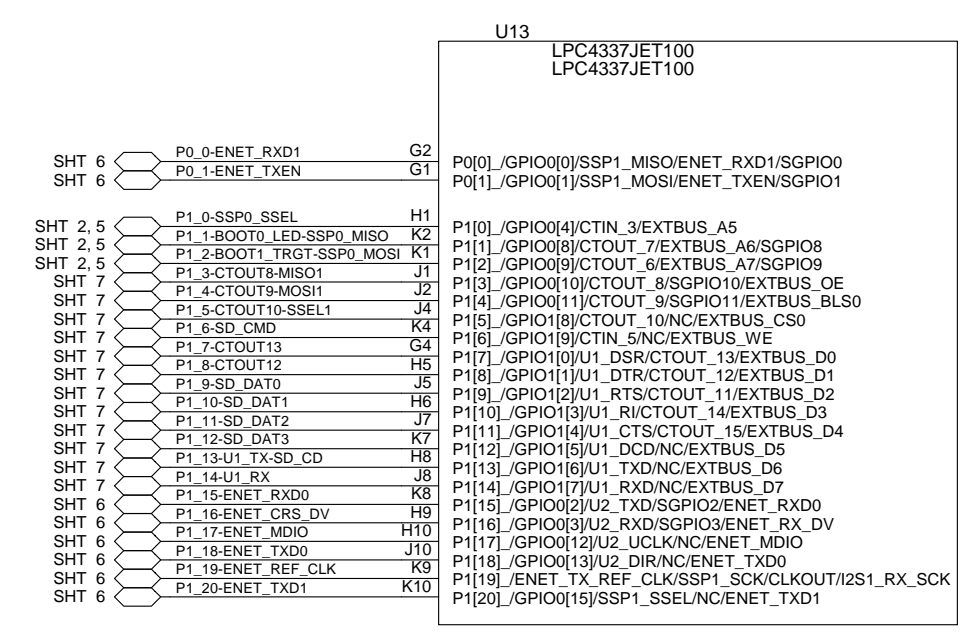 U13
LPC4337JET100
LPC4337JET100
SHT 6 P0_0-ENET_RXD1 G2 P0[0]_/GPIO0[0]/SSP1_MISO/ENET_RXD1/SGPIO0
SHT 6 P0_1-ENET_TXEN G1 P0[1]_/GPIO0[1]/SSP1_MOSI/ENET_TXEN/SGPIO1
SHT 2, 5 P1_0-SSP0_SSEL H1 P1[0]_/GPIO0[4]/CTIN_3/EXTBUS_A5
SHT 2, 5 P1_1-BOOT0_LED-SSP0_MISO K2 P1[1]_/GPIO0[8]/CTOUT_7/EXTBUS_A6/SGPIO8
SHT 2, 5 P1_2-BOOT1_TRGT-SSP0_MOSI K1 P1[2]_/GPIO0[9]/CTOUT_6/EXTBUS_A7/SGPIO9
SHT 7 P1_3-CTOUT8-MISO1 J1 P1[3]_/GPIO0[10]/CTOUT_8/SGPIO10/EXTBUS_OE
SHT 7 P1_4-CTOUT9-MOSI1 J2 P1[4]_/GPIO0[11]/CTOUT_9/SGPIO11/EXTBUS_BLS0
SHT 7 P1_5-CTOUT10-SSEL1 J4 P1[5]_/GPIO1[8]/CTOUT_10/NC/EXTBUS_CS0
SHT 7 P1_6-SD_CMD K4 P1[6]_/GPIO1[9]/CTIN_5/NC/EXTBUS_WE
SHT 7 P1_7-CTOUT13 G4 P1[7]_/GPIO1[0]/U1_DSR/CTOUT_13/EXTBUS_D0
SHT 7 P1_8-CTOUT12 H5 P1[8]_/GPIO1[1]/U1_DTR/CTOUT_12/EXTBUS_D1
SHT 7 P1_9-SD_DAT0 J5 P1[9]_/GPIO1[2]/U1_RTS/CTOUT_11/EXTBUS_D2
SHT 7 P1_10-SD_DAT1 H6 P1[10]_/GPIO1[3]/U1_RI/CTOUT_14/EXTBUS_D3
SHT 7 P1_11-SD_DAT2 J7 P1[11]_/GPIO1[4]/U1_CTS/CTOUT_15/EXTBUS_D4
SHT 7 P1_12-SD_DAT3 K7 P1[12]_/GPIO1[5]/U1_DCD/NC/EXTBUS_D5
SHT 7 P1_13-U1_TX-SD_CD H8 P1[13]_/GPIO1[6]/U1_TXD/NC/EXTBUS_D6
SHT 7 P1_14-U1_RX J8 P1[14]_/GPIO1[7]/U1_RXD/NC/EXTBUS_D7
SHT 6 P1_15-ENET_RXD0 K8 P1[15]_/GPIO0[2]/U2_TXD/SGPIO2/ENET_RXD0
SHT 6 P1_16-ENET_CRS_DV H9 P1[16]_/GPIO0[3]/U2_RXD/SGPIO3/ENET_RX_DV
SHT 6 P1_17-ENET_MDIO H10 P1[17]_/GPIO0[12]/U2_UCLK/NC/ENET_MDIO
SHT 6 P1_18-ENET_TXD0 J10 P1[18]_/GPIO0[13]/U2_DIR/NC/ENET_TXD0
SHT 6 P1_19-ENET_REF_CLK K9 P1[19]_/ENET_TX_REF_CLK/SSP1_SCK/CLKOUT/I2S1_RX_SCK
SHT 6 P1_20-ENET_TXD1 K10 P1[20]_/GPIO0[15]/SSP1_SSEL/NC/ENET_TXD1